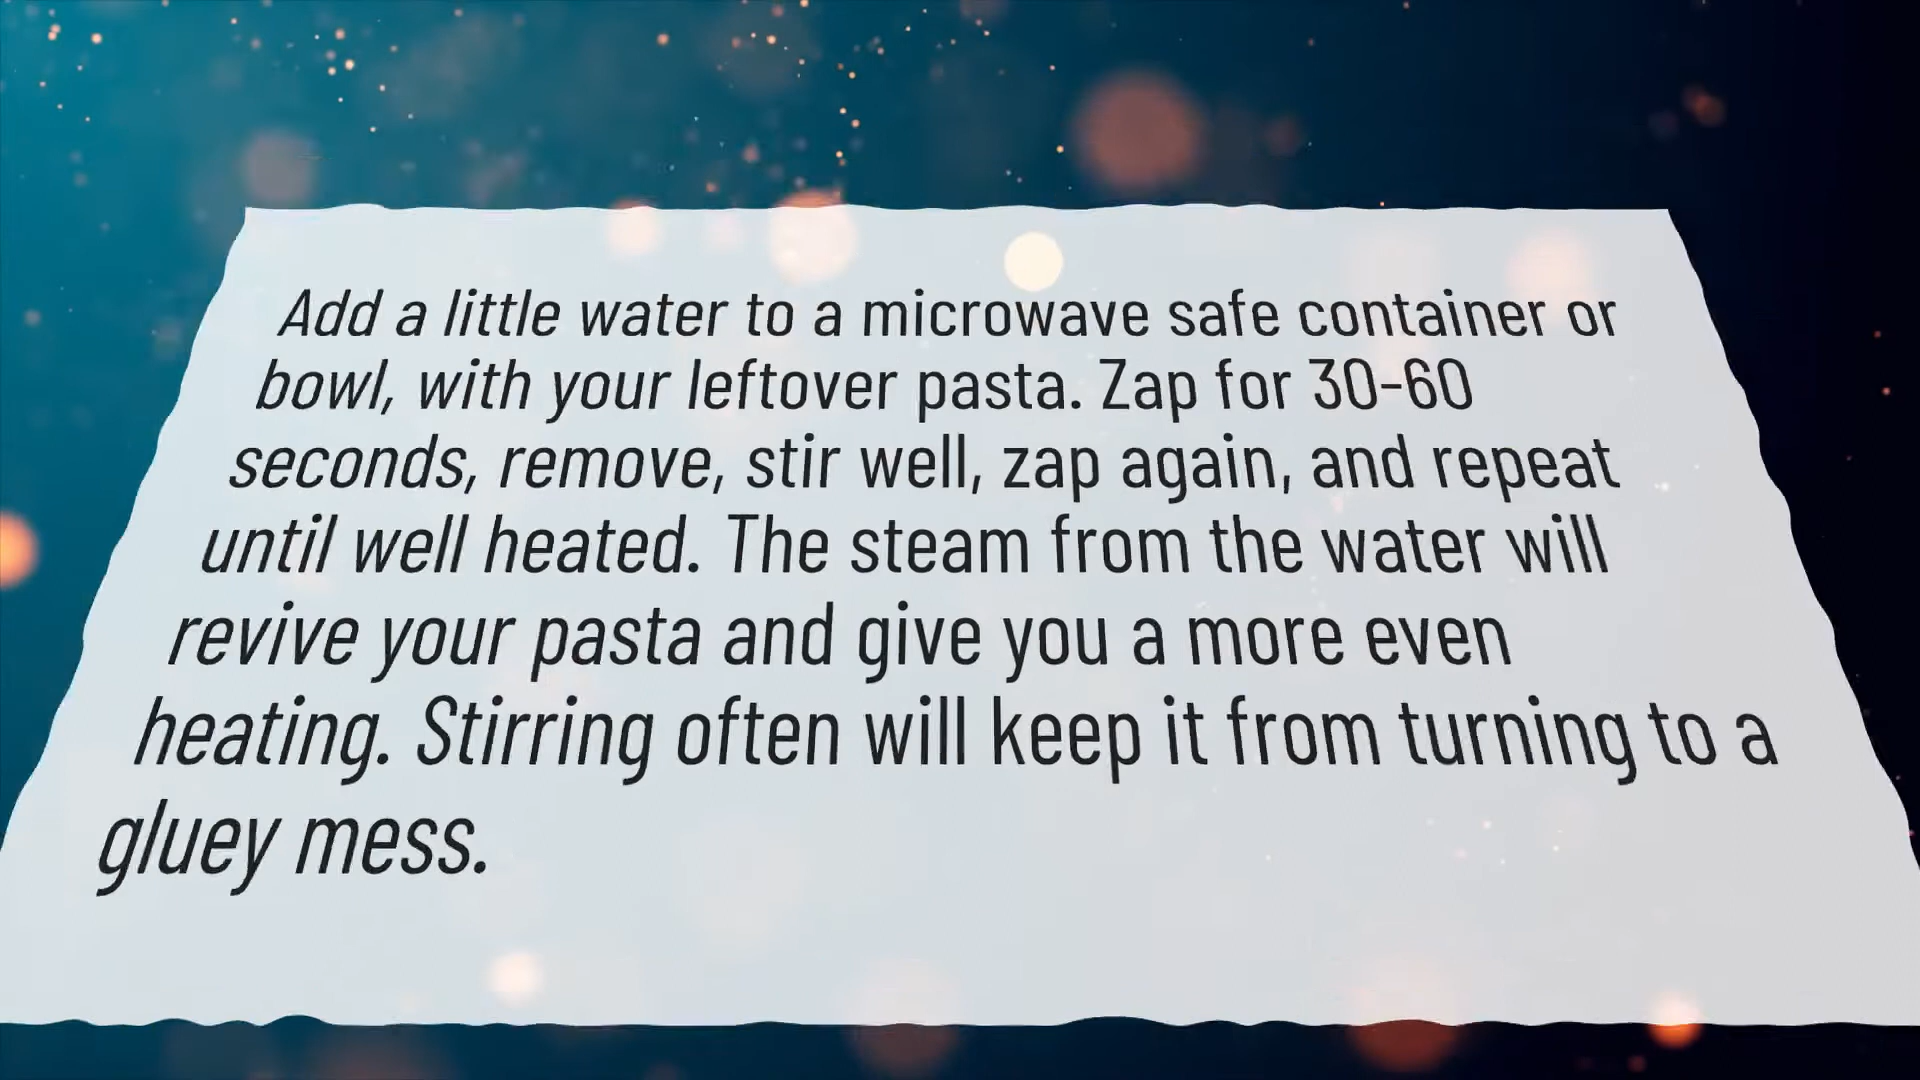 Add a little water to a microwave safe container or
bowl, with your leftover pasta. Zap for 30-60
seconds, remove, stir well, zap again, and repeat
until well heated. The steam from the water will
revive your pasta and give you a more even
heating. Stirring often will keep it from turning to a
gluey mess.